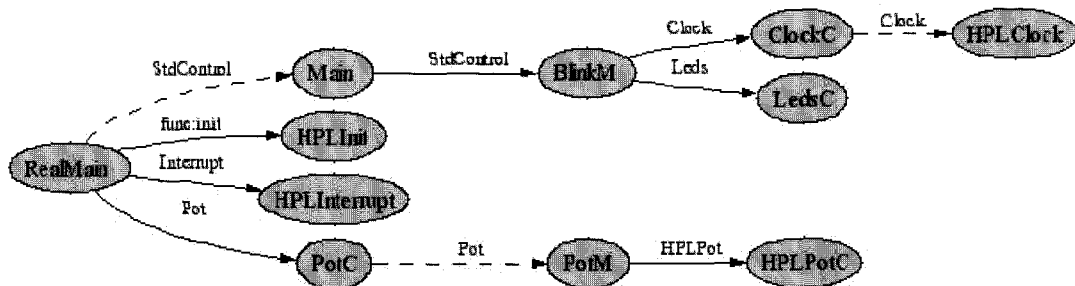 Clock
Clock
ClockC
HPLClock
StdControl
StdControl
Main
BlinkM
Leds
LedsC
func:init
HPLInit
RealMain
Interrupt
HPLInterrupt
Pot
PotC
Pot
PotM
HPLPot
HPLPotC